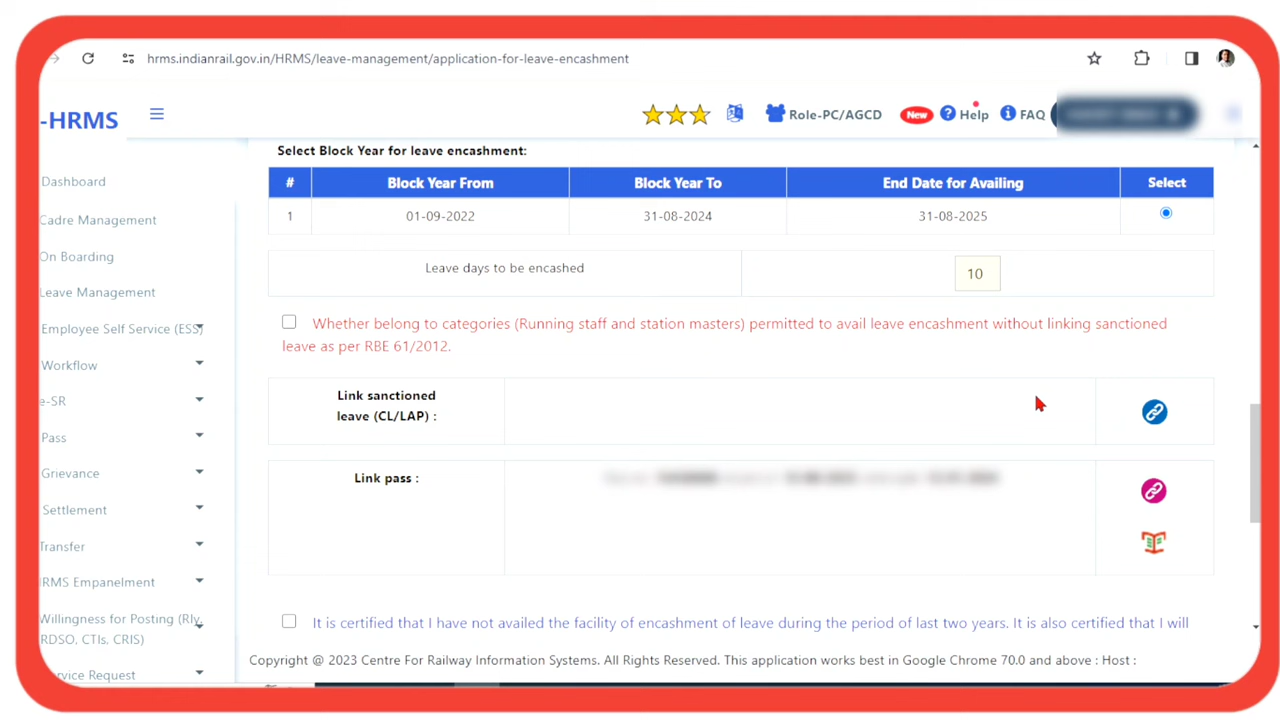 hrms.indianrail.gov.in/HRMS/leave-management/application-for-leave-encashment
-HRMS
Role-PC/AGCD
New
Help
FAQ
Dashboard
Cadre Management
On Boarding
Leave Management
Employee Self Service (ESS)
Workflow
e-SR
Pass
Grievance
Settlement
Transfer
RMS Empanelment
Willingness for Posting (Rly,
RDSO, CTIs, CRIS)
ervice Request
Select Block Year for leave encashment:
# Block Year From Block Year To End Date for Availing Select
1 01-09-2022 31-08-2024 31-08-2025
Leave days to be encashed 10
Whether belong to categories (Running staff and station masters) permitted to avail leave encashment without linking sanctioned
leave as per RBE 61/2012.
Link sanctioned
leave (CL/LAP) :
Link pass :
It is certified that I have not availed the facility of encashment of leave during the period of last two years. It is also certified that I will
Copyright @ 2023 Centre For Railway Information Systems. All Rights Reserved. This application works best in Google Chrome 70.0 and above : Host :